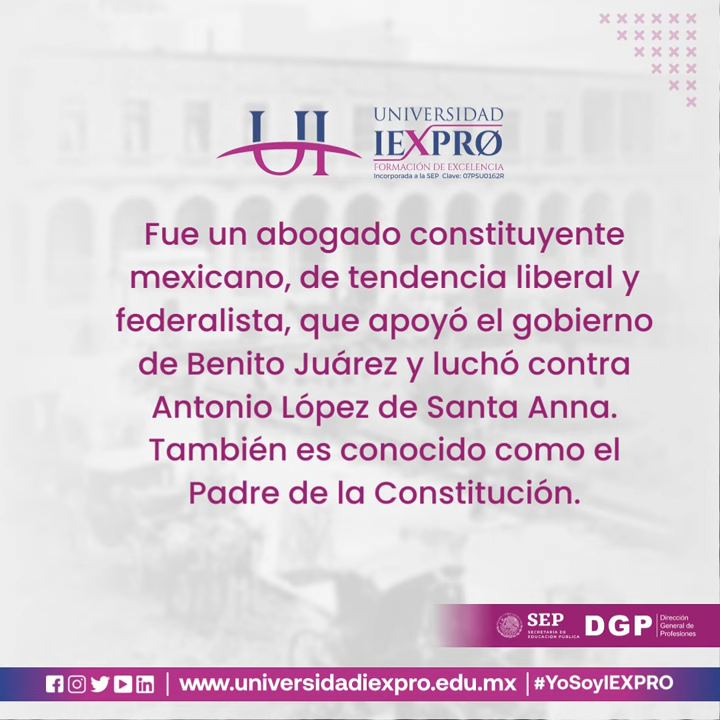 UI
UNIVERSIDAD
IEXPRØ
FORMACIÓN DE EXCELENCIA
Incorporada a la SEP Clave: 07PSU0162R
Fue un abogado constituyente
mexicano, de tendencia liberal y
federalista, que apoyó el gobierno
de Benito Juárez y luchó contra
Antonio López de Santa Anna.
También es conocido como el
Padre de la Constitución.
SEP
SECRETARÍA DE
EDUCACIÓN PÚBLICA
DGP
Dirección
General de
Profesiones
www.universidadiexpro.edu.mx | #YoSoyIEXPRO